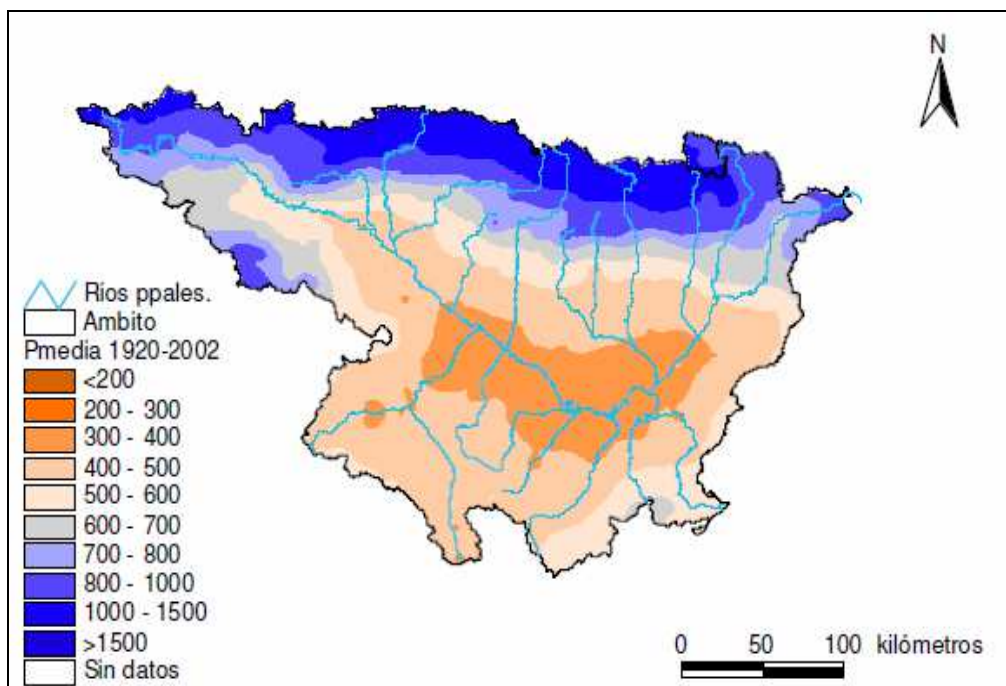 N
Ríos ppales.
Ambito
Pmedia 1920-2002
<200
200 - 300
300 - 400
400 - 500
500 - 600
600 - 700
700 - 800
800 - 1000
1000 - 1500
>1500
Sin datos
0 50 100 kilómetros